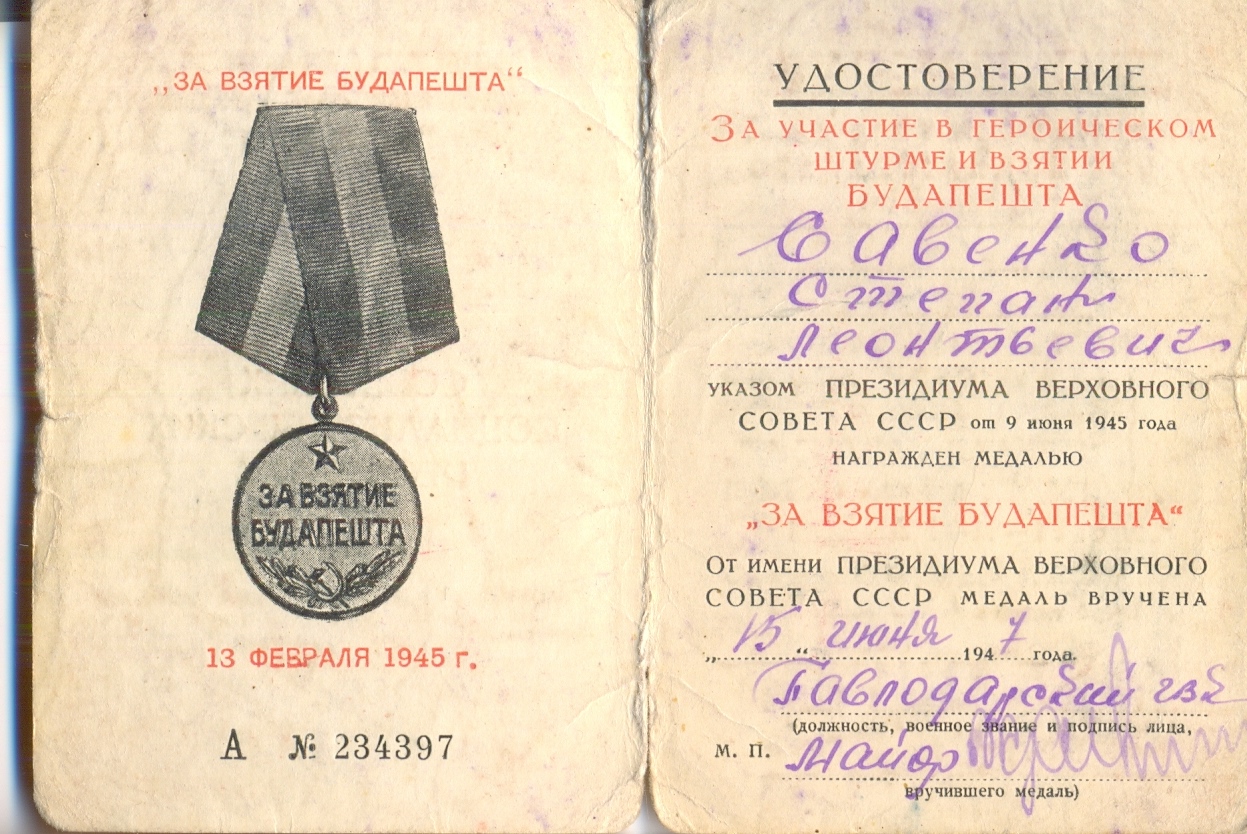 „ЗА ВЗЯТИЕ БУДАПЕШТА“
ЗА ВЗЯТИЕ
БУДАПЕШТА
13 ФЕВРАЛЯ 1945 г.
А № 234397
УДОСТОВЕРЕНИЕ
ЗА УЧАСТИЕ В ГЕРОИЧЕСКОМ
ШТУРМЕ И ВЗЯТИИ
БУДАПЕШТА
Савенко
Степан
Леонтьевич
УКАЗОМ ПРЕЗИДИУМА ВЕРХОВНОГО
СОВЕТА СССР от 9 июня 1945 года
НАГРАЖДЕН МЕДАЛЬЮ
„ЗА ВЗЯТИЕ БУДАПЕШТА“
От имени ПРЕЗИДИУМА ВЕРХОВНОГО
СОВЕТА СССР МЕДАЛЬ ВРУЧЕНА
„15“ июня 1947 года.
Павлодарский гвк
(должность, военное звание и подпись лица,
М. П. Майор
вручившего медаль)